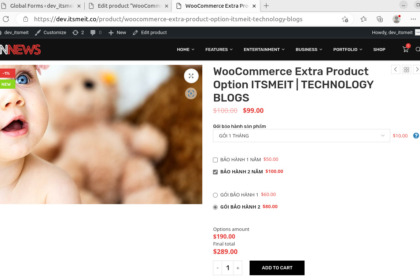 Global Forms ‹ dev_itsme
Edit product "WooComm
WooCommerce Extra Prod
https://dev.itsmeit.co/product/woocommerce-extra-product-option-itsmeit-technology-blogs
dev_itsmeit
Customize
2
0
New
Edit product
Howdy, dev_itsmeit
NNEWS
HOME
FEATURES
ENTERTAINMENT
BUSINESS
PORTFOLIO
SHOP
-1%
NEW
WooCommerce Extra Product
Option ITSMEIT | TECHNOLOGY
BLOGS
$100.00 $99.00
Gói bảo hành sản phẩm
GÓI 1 THÁNG
$10.00
BẢO HÀNH 1 NĂM $50.00
BẢO HÀNH 2 NĂM $100.00
GÓI BẢO HÀNH 1 $60.00
GÓI BẢO HÀNH 2 $80.00
Options amount
$190.00
Final total
$289.00
- 1 +
ADD TO CART